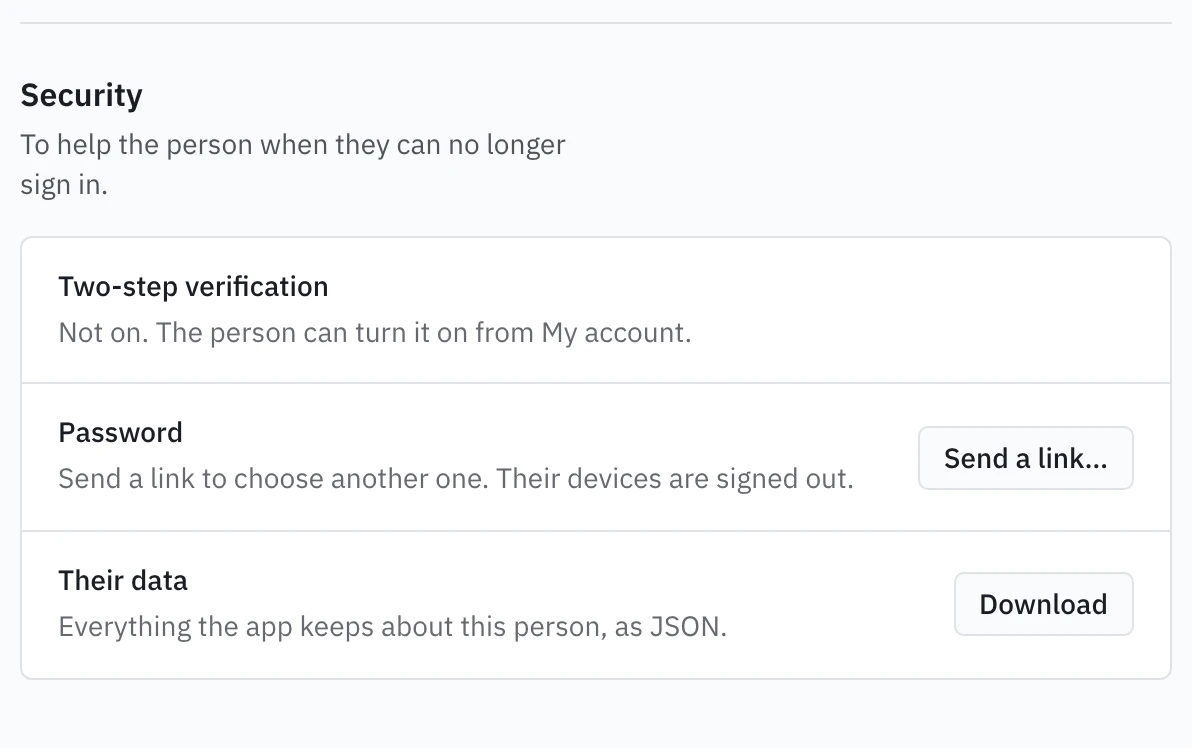 Security
To help the person when they can no longer
sign in.
Two-step verification
Not on. The person can turn it on from My account.
Password
Send a link to choose another one. Their devices are signed out.
Send a link...
Their data
Everything the app keeps about this person, as JSON.
Download